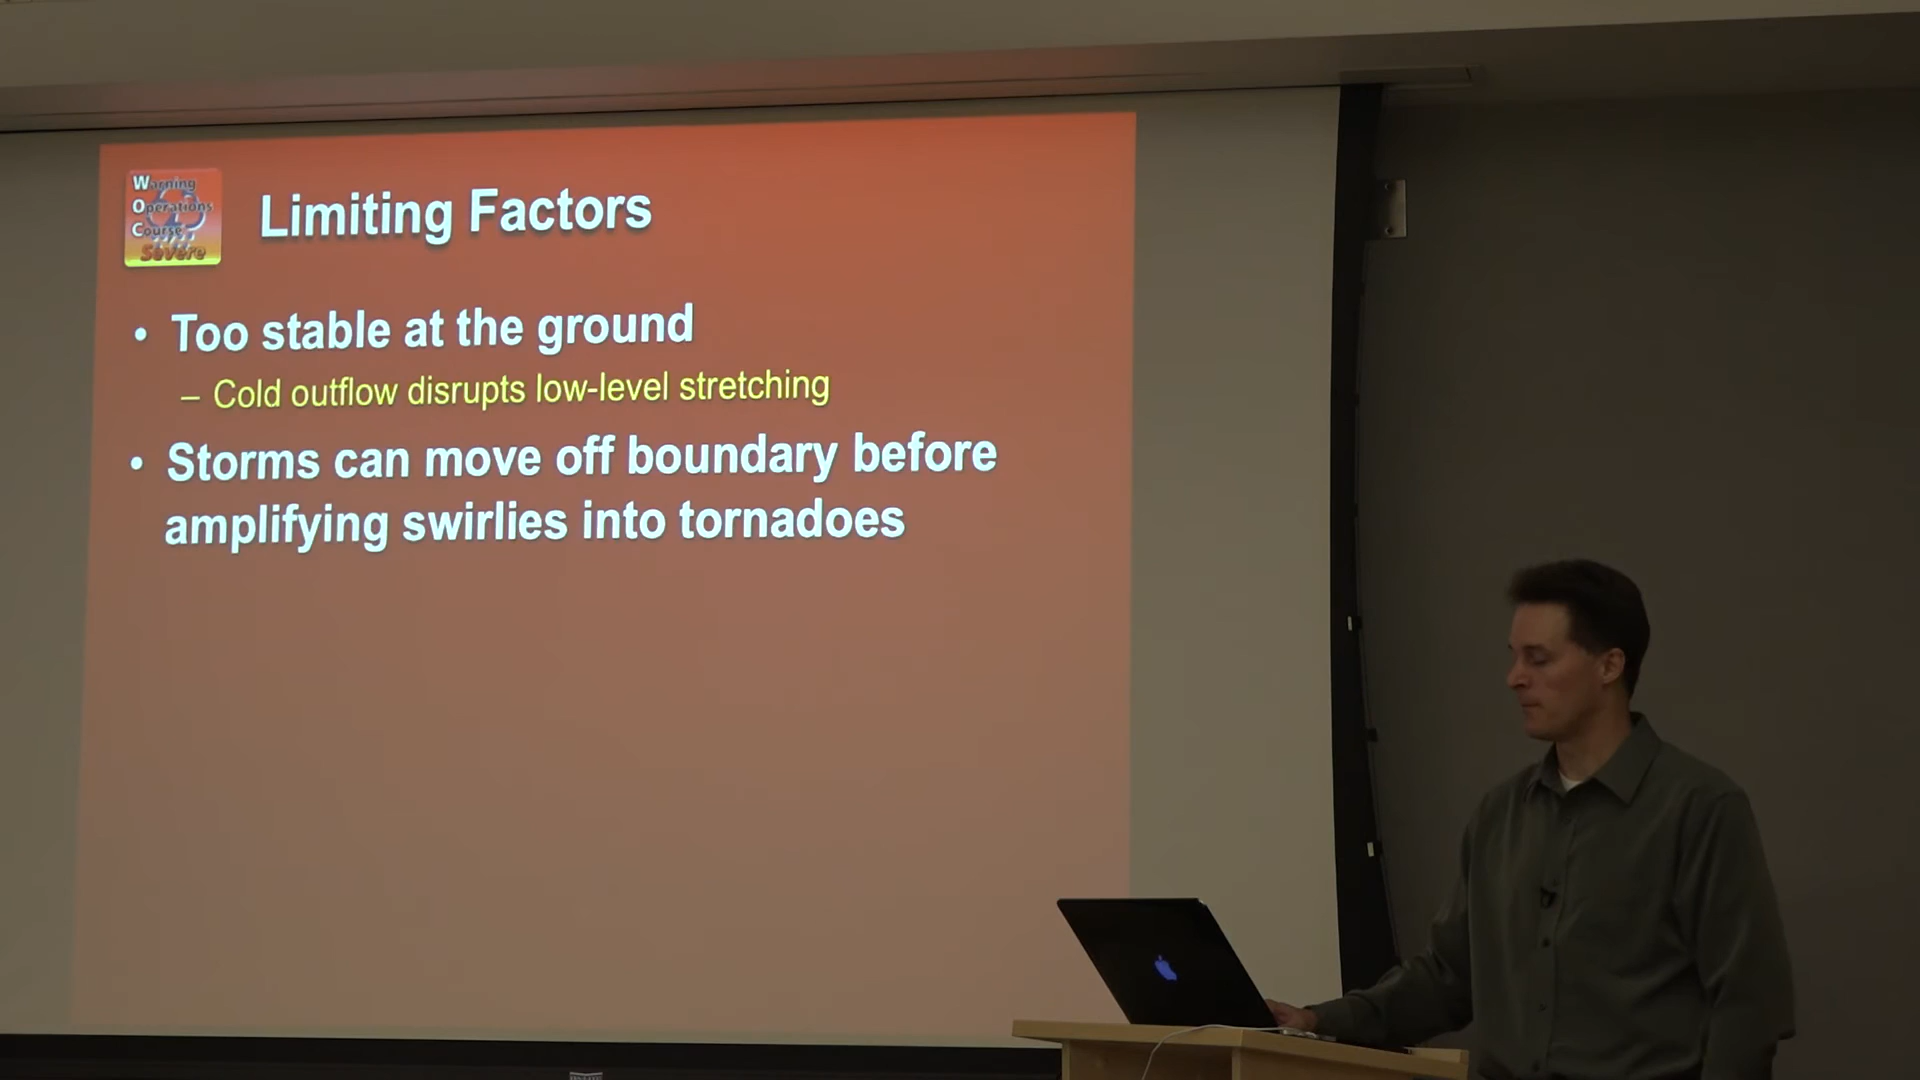 Warning
Operations
Course
Severe
Limiting Factors
• Too stable at the ground
– Cold outflow disrupts low-level stretching
• Storms can move off boundary before
amplifying swirlies into tornadoes